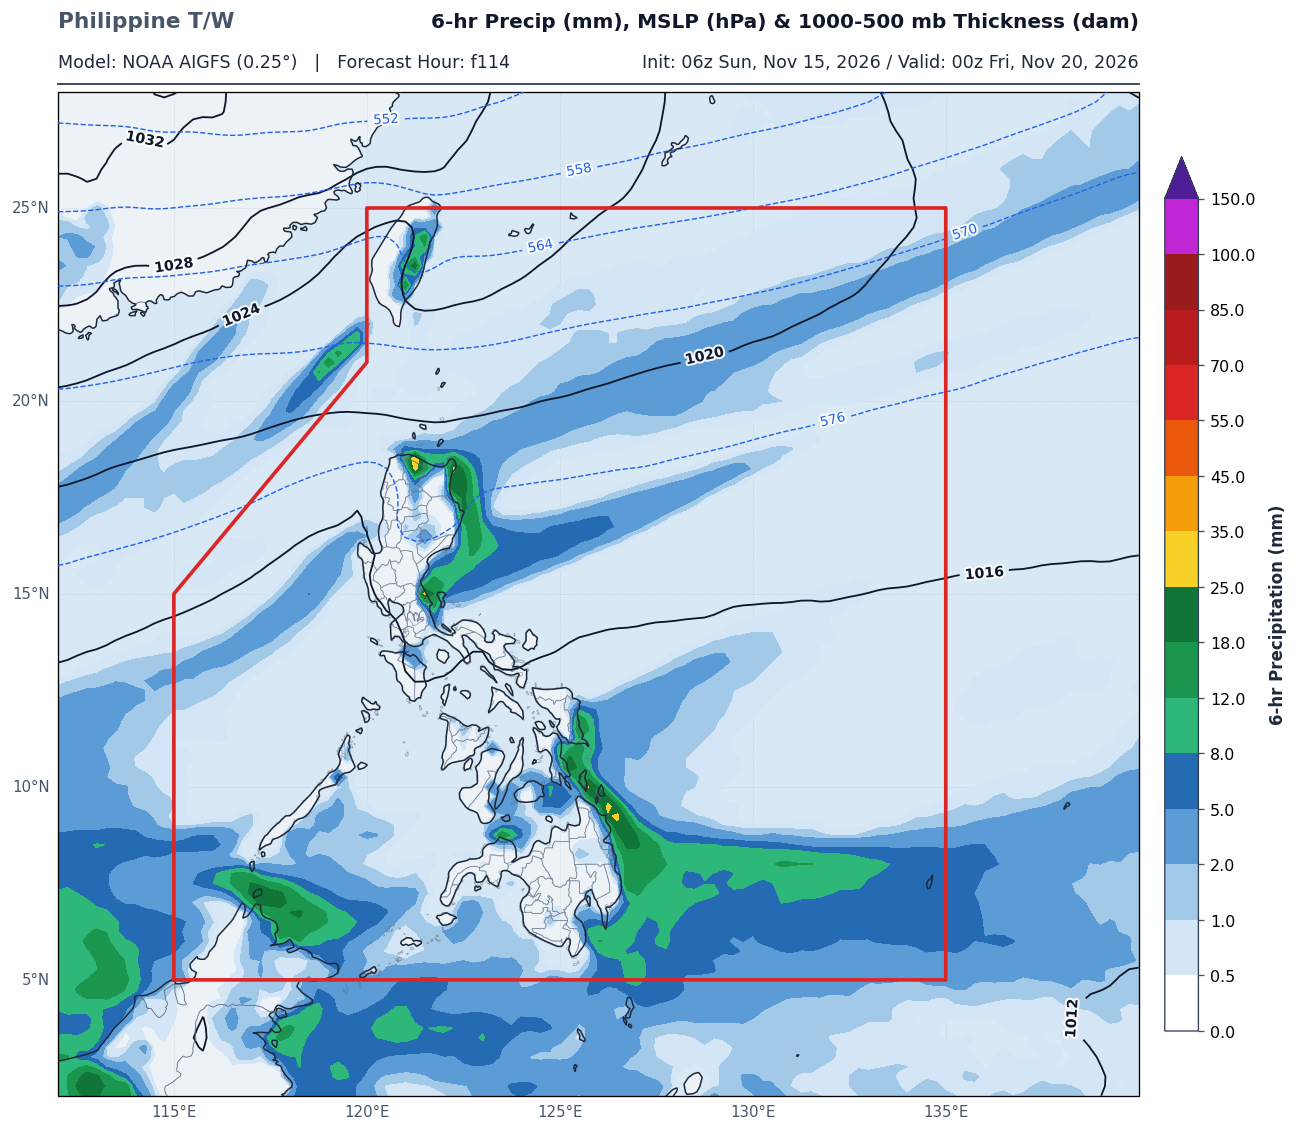 Philippine T/W
6-hr Precip (mm), MSLP (hPa) & 1000-500 mb Thickness (dam)
Model: NOAA AIGFS (0.25°) | Forecast Hour: f114
Init: 06z Sun, Nov 15, 2026 / Valid: 00z Fri, Nov 20, 2026
1032
552
558
1028
564
570
1024
1020
576
1016
1012
25°N
20°N
15°N
10°N
5°N
115°E
120°E
125°E
130°E
135°E
150.0
100.0
85.0
70.0
55.0
45.0
35.0
25.0
18.0
12.0
8.0
5.0
2.0
1.0
0.5
0.0
6-hr Precipitation (mm)